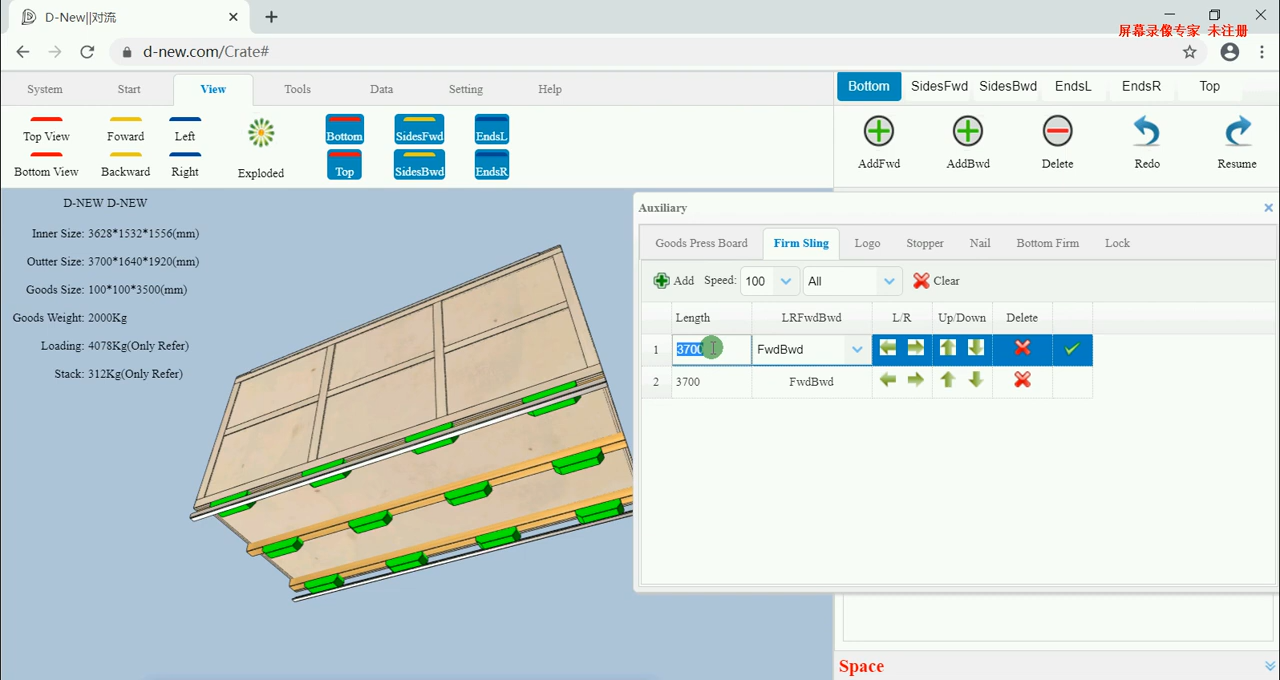 D-New||对流
屏幕录像专家 未注册
d-new.com/Crate#
System Start View Tools Data Setting Help
Bottom SidesFwd SidesBwd EndsL EndsR Top
Top View Foward Left Bottom SidesFwd EndsL
Bottom View Backward Right Exploded Top SidesBwd EndsR
AddFwd AddBwd Delete Redo Resume
D-NEW D-NEW
Inner Size: 3628*1532*1556(mm)
Outter Size: 3700*1640*1920(mm)
Goods Size: 100*100*3500(mm)
Goods Weight: 2000Kg
Loading: 4078Kg(Only Refer)
Stack: 312Kg(Only Refer)
Auxiliary
Goods Press Board Firm Sling Logo Stopper Nail Bottom Firm Lock
Add Speed: 100 All Clear
Length LRFwdBwd L/R Up/Down Delete
1 3700 FwdBwd
2 3700 FwdBwd
Space